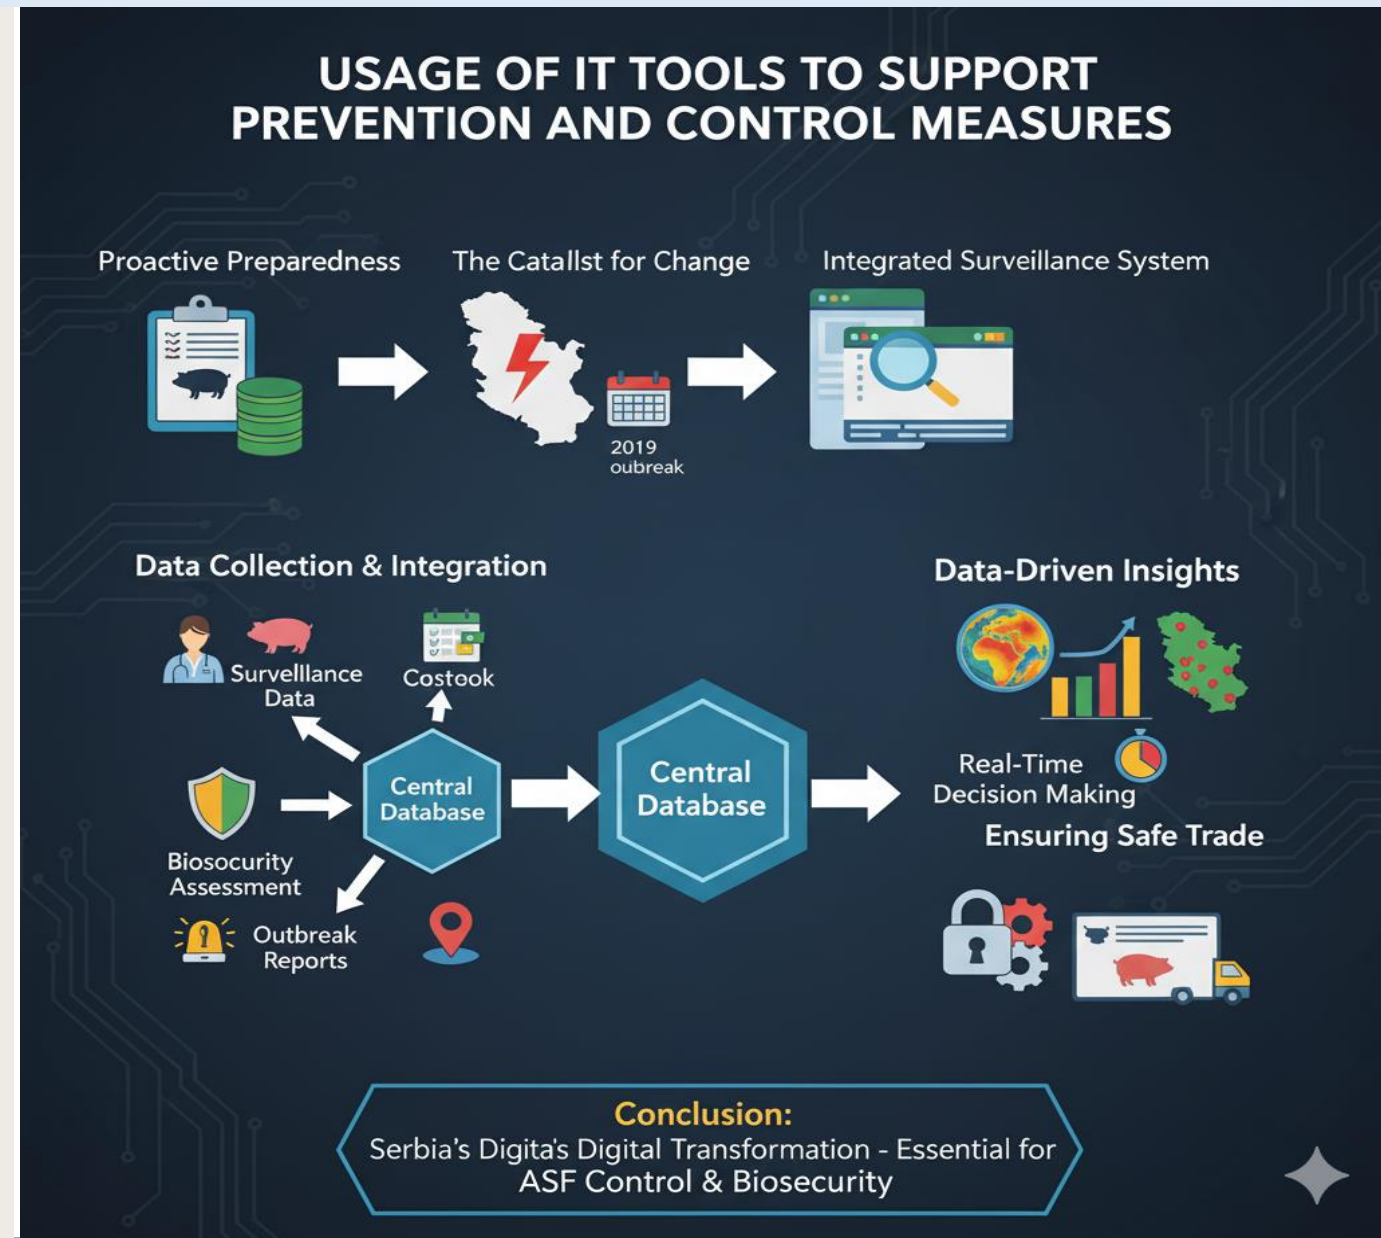 USAGE OF IT TOOLS TO SUPPORT
PREVENTION AND CONTROL MEASURES
Proactive Preparedness
The Catallst for Change
Integrated Surveillance System
2019
oubreak
Data Collection & Integration
Survelllance
Data
Costook
Central
Database
Biosocurity
Assessment
Outbreak
Reports
Central
Database
Data-Driven Insights
Real-Time
Decision Making
Ensuring Safe Trade
Conclusion:
Serbia's Digita's Digital Transformation - Essential for
ASF Control & Biosecurity